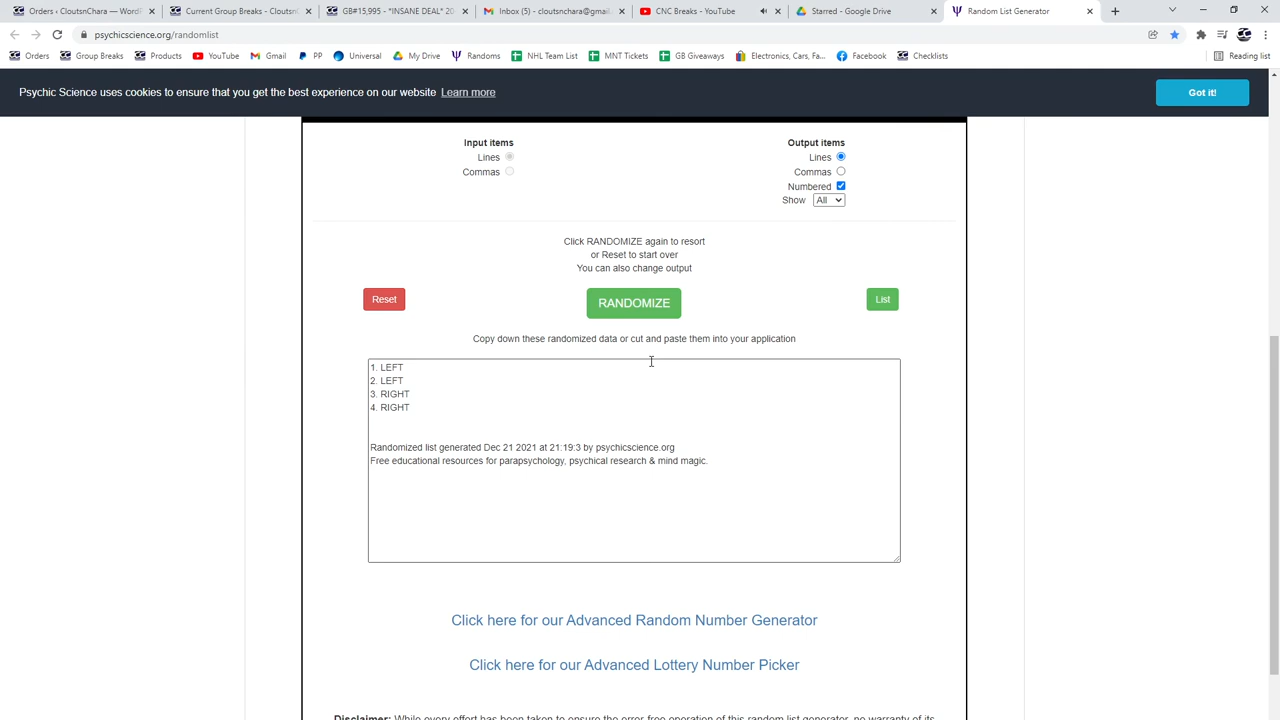 Orders ‹ CloutsnChara — WordP
Current Group Breaks – Cloutsn
GB#15,995 - *INSANE DEAL* 20
Inbox (5) - cloutsnchara@gmail.
CNC Breaks - YouTube
Starred - Google Drive
Random List Generator
psychicscience.org/randomlist
Orders
Group Breaks
Products
YouTube
Gmail
PP
Universal
My Drive
Randoms
NHL Team List
MNT Tickets
GB Giveaways
Electronics, Cars, Fa...
Facebook
Checklists
Reading list
Psychic Science uses cookies to ensure that you get the best experience on our website Learn more
Got it!
Input items
Lines
Commas
Output items
Lines
Commas
Numbered
Show All
Click RANDOMIZE again to resort
or Reset to start over
You can also change output
Reset
RANDOMIZE
List
Copy down these randomized data or cut and paste them into your application
1. LEFT
2. LEFT
3. RIGHT
4. RIGHT
Randomized list generated Dec 21 2021 at 21:19:3 by psychicscience.org
Free educational resources for parapsychology, psychical research & mind magic.
Click here for our Advanced Random Number Generator
Click here for our Advanced Lottery Number Picker
Disclaimer: While every effort has been taken to ensure the error-free operation of this random list generator, no warranty of its